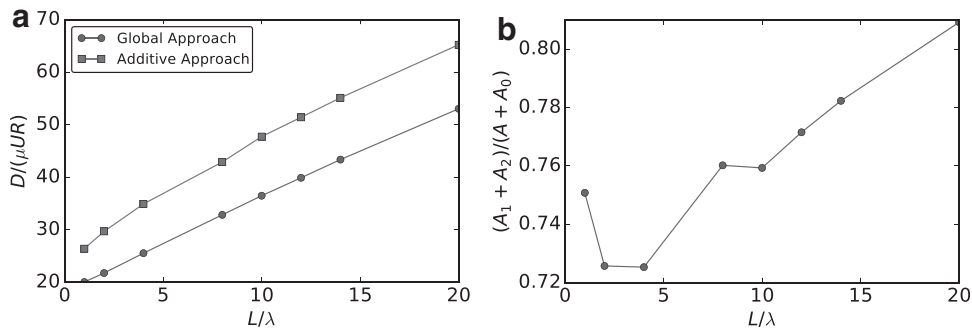 a
70
60
50
40
30
20
D/(μUR)
Global Approach
Additive Approach
0 5 10 15 20
L/λ
b
0.80
0.78
0.76
0.74
0.72
(A₁ + A₂)/(A + A₀)
0 5 10 15 20
L/λ